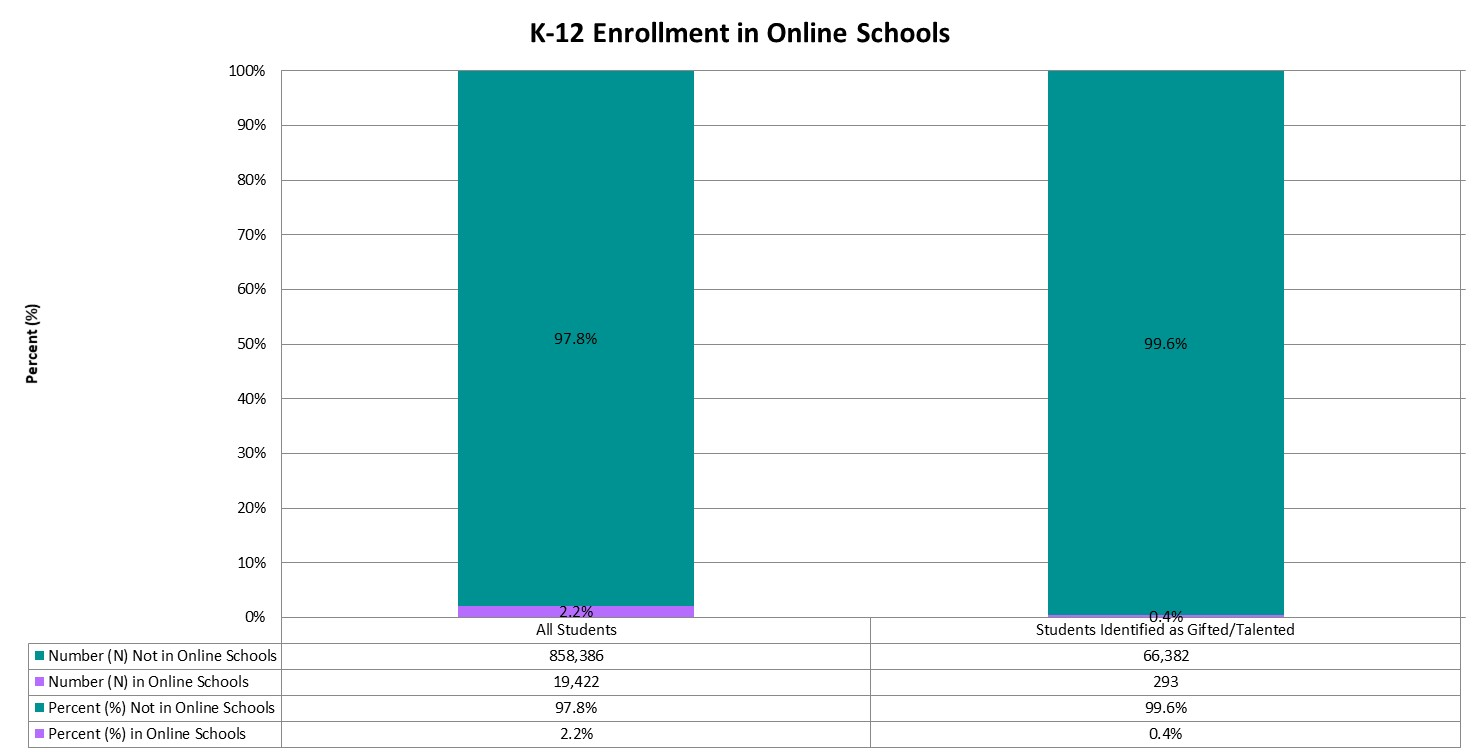 K-12 Enrollment in Online Schools
100%
90%
80%
70%
60%
50%
40%
30%
20%
10%
0%
Percent (%)
97.8%
99.6%
2.2%
0.4%
All Students
Students Identified as Gifted/Talented
Number (N) Not in Online Schools 858,386 66,382
Number (N) in Online Schools 19,422 293
Percent (%) Not in Online Schools 97.8% 99.6%
Percent (%) in Online Schools 2.2% 0.4%